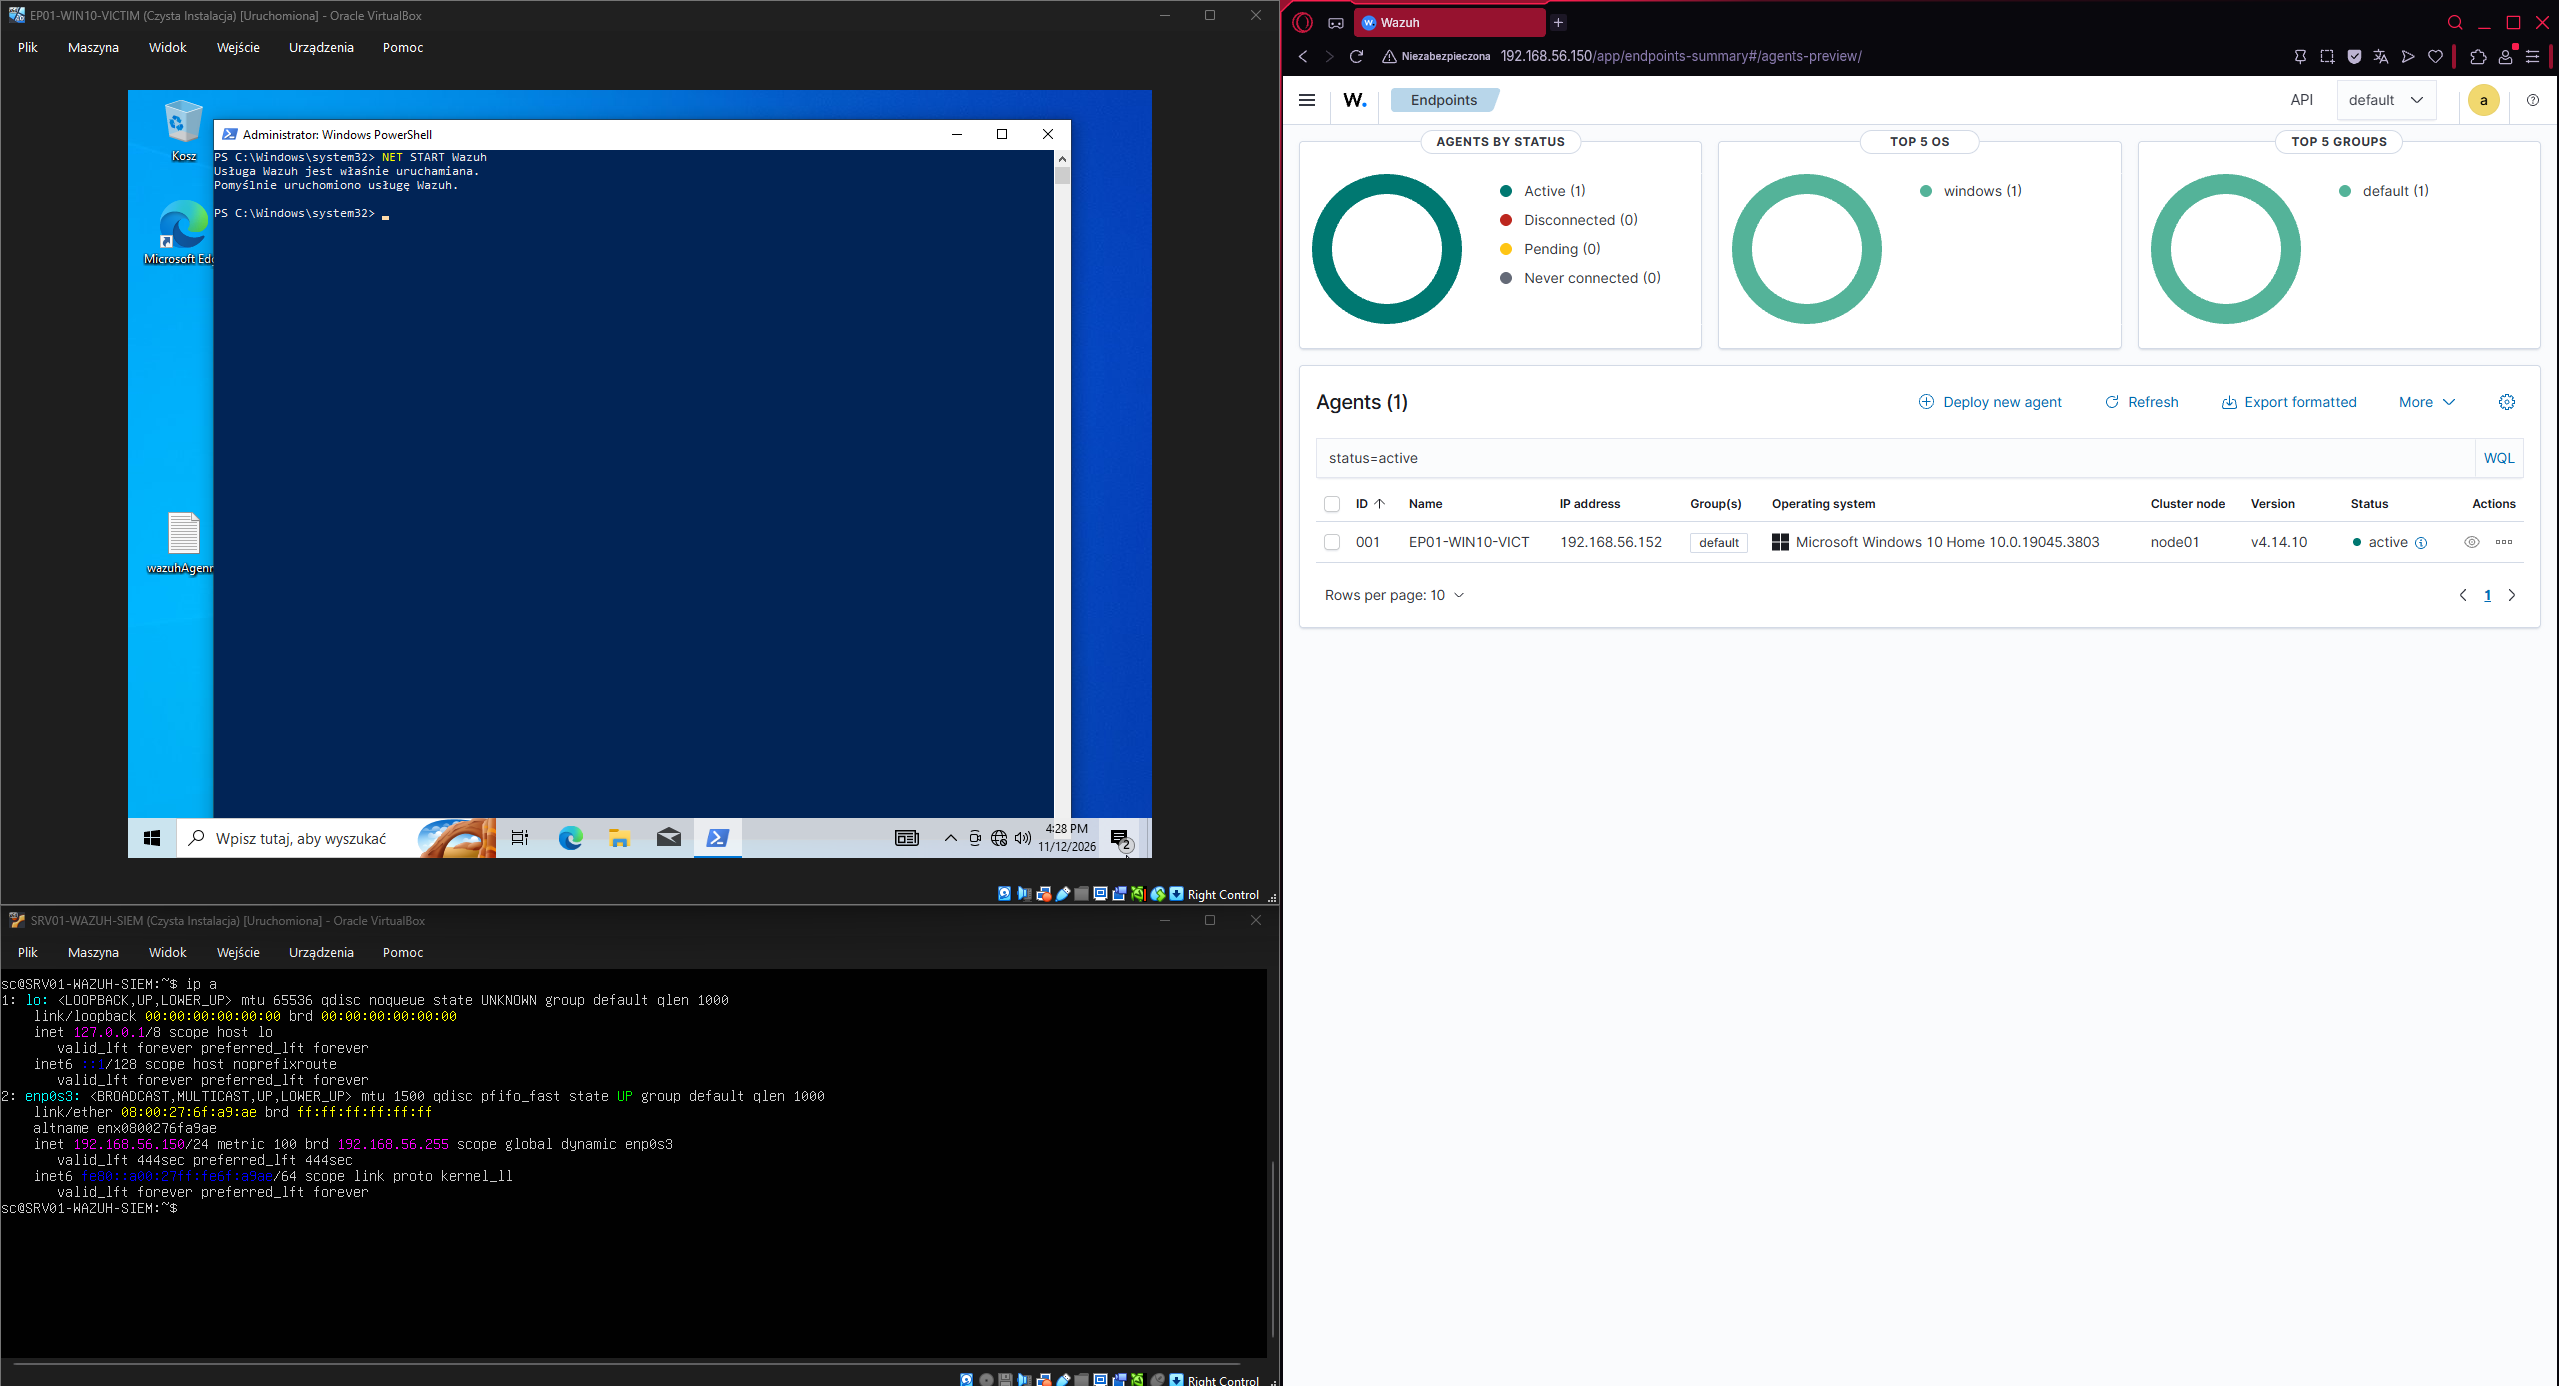 EP01-WIN10-VICTIM (Czysta Instalacja) [Uruchomiona] - Oracle VirtualBox
Plik Maszyna Widok Wejście Urządzenia Pomoc
Kosz
Microsoft Edg
wazuhAgenr
Administrator: Windows PowerShell
PS C:\Windows\system32> NET START Wazuh
Usługa Wazuh jest właśnie uruchamiana.
Pomyślnie uruchomiono usługę Wazuh.
PS C:\Windows\system32>
Wpisz tutaj, aby wyszukać
4:28 PM
11/12/2026
2
Right Control
SRV01-WAZUH-SIEM (Czysta Instalacja) [Uruchomiona] - Oracle VirtualBox
Plik Maszyna Widok Wejście Urządzenia Pomoc
sc@SRV01-WAZUH-SIEM:~$ ip a
1: lo: <LOOPBACK,UP,LOWER_UP> mtu 65536 qdisc noqueue state UNKNOWN group default qlen 1000
link/loopback 00:00:00:00:00:00 brd 00:00:00:00:00:00
inet 127.0.0.1/8 scope host lo
valid_lft forever preferred_lft forever
inet6 ::1/128 scope host noprefixroute
valid_lft forever preferred_lft forever
2: enp0s3: <BROADCAST,MULTICAST,UP,LOWER_UP> mtu 1500 qdisc pfifo_fast state UP group default qlen 1000
link/ether 08:00:27:6f:a9:ae brd ff:ff:ff:ff:ff:ff
altname enx0800276fa9ae
inet 192.168.56.150/24 metric 100 brd 192.168.56.255 scope global dynamic enp0s3
valid_lft 444sec preferred_lft 444sec
inet6 fe80::a00:27ff:fe6f:a9ae/64 scope link proto kernel_ll
valid_lft forever preferred_lft forever
sc@SRV01-WAZUH-SIEM:~$
Right Control
Wazuh
Niezabezpieczona 192.168.56.150/app/endpoints-summary#/agents-preview/
W. Endpoints API default a
AGENTS BY STATUS
Active (1)
Disconnected (0)
Pending (0)
Never connected (0)
TOP 5 OS
windows (1)
TOP 5 GROUPS
default (1)
Agents (1) Deploy new agent Refresh Export formatted More
status=active WQL
ID Name IP address Group(s) Operating system Cluster node Version Status Actions
001 EP01-WIN10-VICT 192.168.56.152 default Microsoft Windows 10 Home 10.0.19045.3803 node01 v4.14.10 active
Rows per page: 10 1